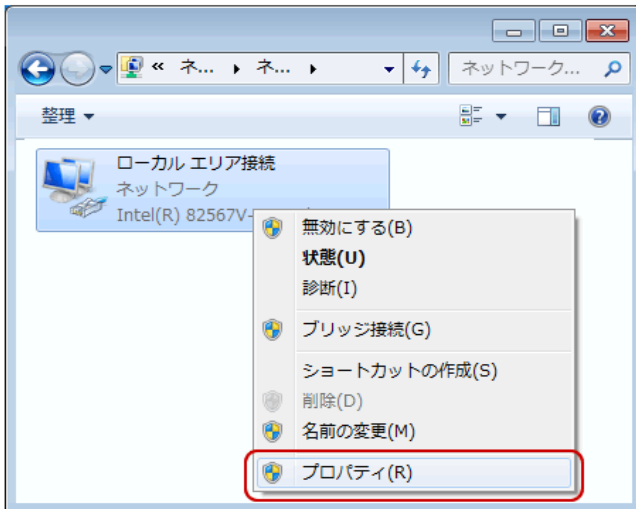 « ネ... ▸ ネ... ▸
ネットワーク...
整理
ローカル エリア接続
ネットワーク
Intel(R) 82567V-
無効にする(B)
状態(U)
診断(I)
ブリッジ接続(G)
ショートカットの作成(S)
削除(D)
名前の変更(M)
プロパティ(R)